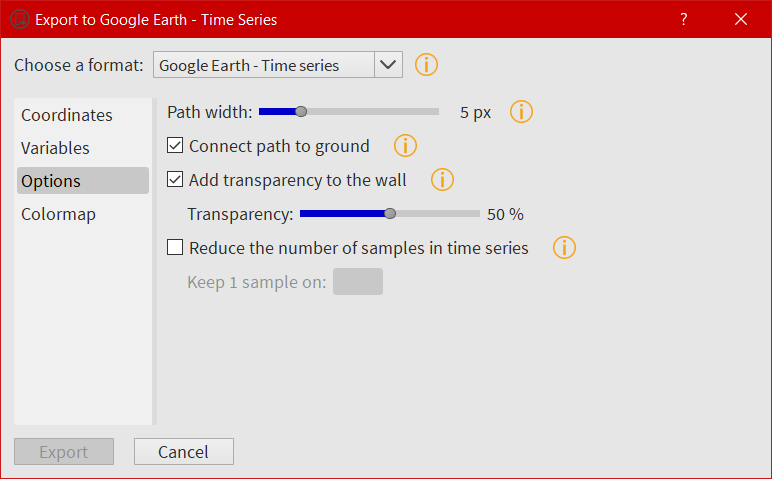 Export to Google Earth - Time Series ?
Choose a format: Google Earth - Time series
Coordinates
Variables
Options
Colormap
Path width: 5 px
Connect path to ground
Add transparency to the wall
Transparency: 50 %
Reduce the number of samples in time series
Keep 1 sample on:
Export Cancel